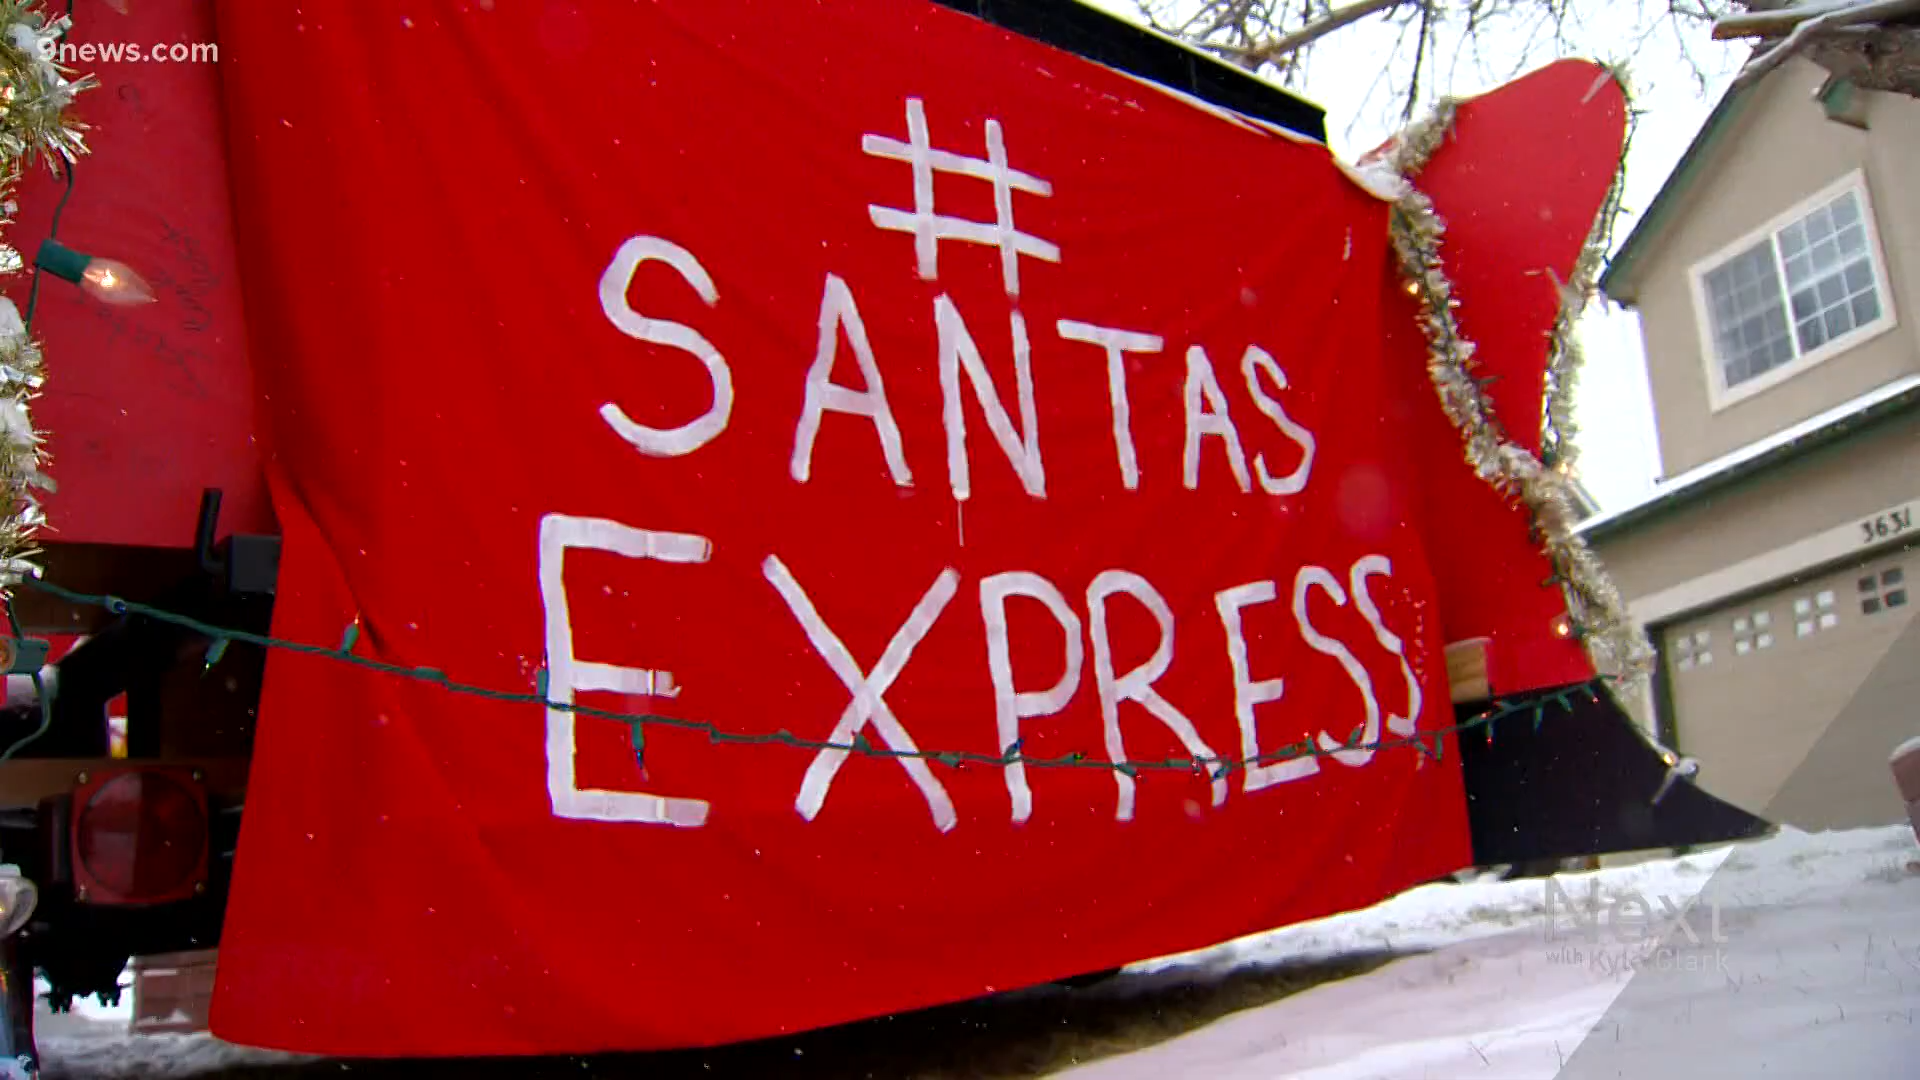 9news.com
#
SANTAS
EXPRESS
3631
Next
with Kyle Clark